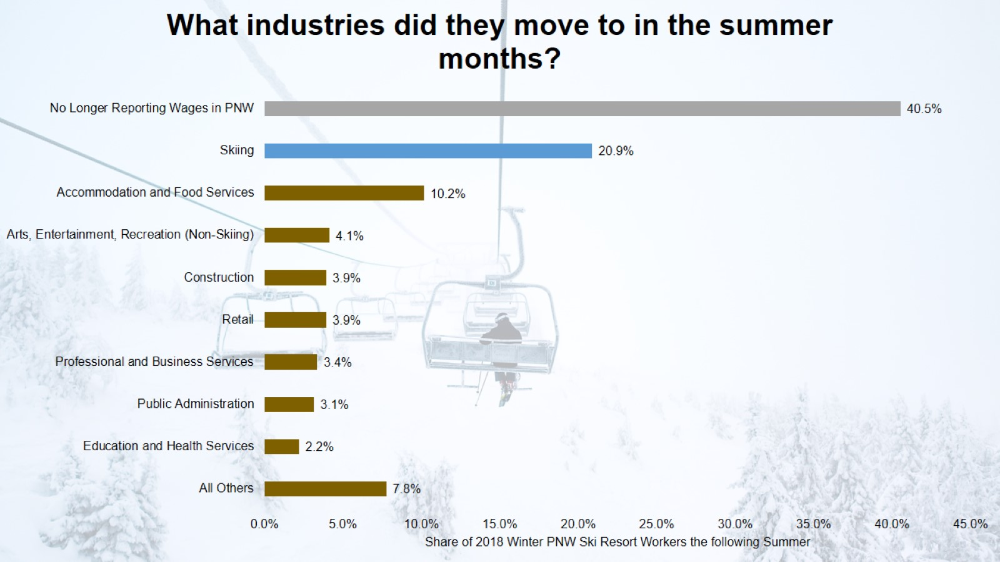 What industries did they move to in the summer
months?
No Longer Reporting Wages in PNW 40.5%
Skiing 20.9%
Accommodation and Food Services 10.2%
Arts, Entertainment, Recreation (Non-Skiing) 4.1%
Construction 3.9%
Retail 3.9%
Professional and Business Services 3.4%
Public Administration 3.1%
Education and Health Services 2.2%
All Others 7.8%
0.0% 5.0% 10.0% 15.0% 20.0% 25.0% 30.0% 35.0% 40.0% 45.0%
Share of 2018 Winter PNW Ski Resort Workers the following Summer